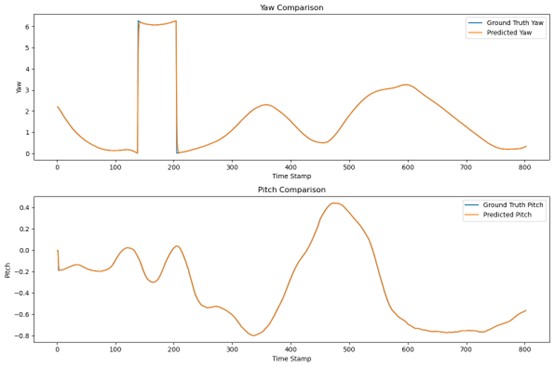 Yaw Comparison
6
5
4
3
2
1
0
Yaw
Ground Truth Yaw
Predicted Yaw
0 100 200 300 400 500 600 700 800
Time Stamp
Pitch Comparison
0.4
0.2
0.0
−0.2
−0.4
−0.6
−0.8
Pitch
Ground Truth Pitch
Predicted Pitch
0 100 200 300 400 500 600 700 800
Time Stamp